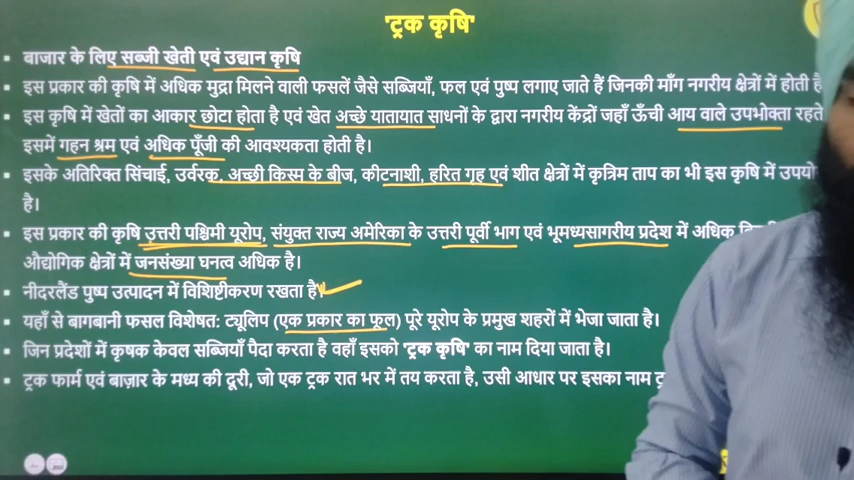 'ट्रक कृषि'
बाजार के लिए सब्जी खेती एवं उद्यान कृषि
इस प्रकार की कृषि में अधिक मुद्रा मिलने वाली फसलें जैसे सब्जियाँ, फल एवं पुष्प लगाए जाते हैं जिनकी माँग नगरीय क्षेत्रों में होती है
इस कृषि में खेतों का आकार छोटा होता है एवं खेत अच्छे यातायात साधनों के द्वारा नगरीय केंद्रों जहाँ ऊँची आय वाले उपभोक्ता रहते
इसमें गहन श्रम एवं अधिक पूँजी की आवश्यकता होती है।
इसके अतिरिक्त सिंचाई, उर्वरक, अच्छी किस्म के बीज, कीटनाशी, हरित गृह एवं शीत क्षेत्रों में कृत्रिम ताप का भी इस कृषि में
है।
इस प्रकार की कृषि उत्तरी पश्चिमी यूरोप, संयुक्त राज्य अमेरिका के उत्तरी पूर्वी भाग एवं भूमध्यसागरीय प्रदेश में अधिक
औद्योगिक क्षेत्रों में जनसंख्या घनत्व अधिक है।
नीदरलैंड पुष्प उत्पादन में विशिष्टीकरण रखता है
यहाँ से बागबानी फसल विशेषत: ट्यूलिप (एक प्रकार का फूल) पूरे यूरोप के प्रमुख शहरों में भेजा जाता है।
जिन प्रदेशों में कृषक केवल सब्जियाँ पैदा करता है वहाँ इसको 'ट्रक कृषि' का नाम दिया जाता है।
ट्रक फार्म एवं बाज़ार के मध्य की दूरी, जो एक ट्रक रात भर में तय करता है, उसी आधार पर इसका नाम